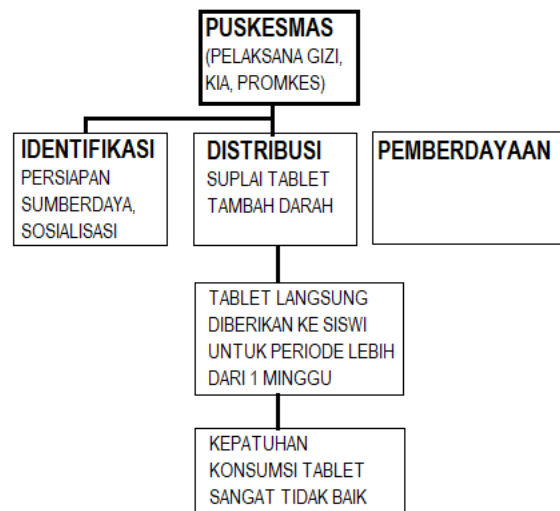 PUSKESMAS
(PELAKSANA GIZI,
KIA, PROMKES)
IDENTIFIKASI
PERSIAPAN
SUMBERDAYA,
SOSIALISASI
DISTRIBUSI
SUPLAI TABLET
TAMBAH DARAH
PEMBERDAYAAN
TABLET LANGSUNG
DIBERIKAN KE SISWI
UNTUK PERIODE LEBIH
DARI 1 MINGGU
KEPATUHAN
KONSUMSI TABLET
SANGAT TIDAK BAIK